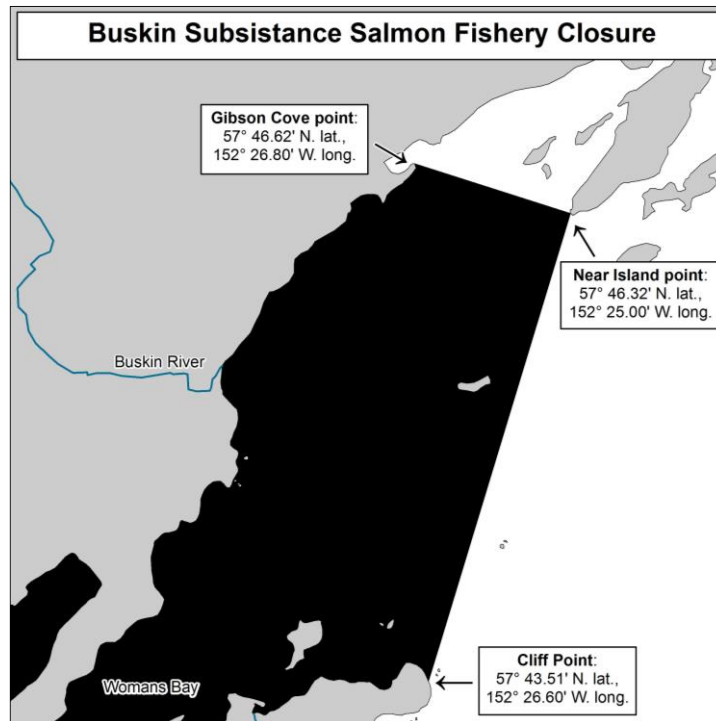 Buskin Subsistance Salmon Fishery Closure
Gibson Cove point:
57° 46.62' N. lat.,
152° 26.80' W. long.
Near Island point:
57° 46.32' N. lat.,
152° 25.00' W. long.
Buskin River
Cliff Point:
57° 43.51' N. lat.,
152° 26.60' W. long.
Womans Bay